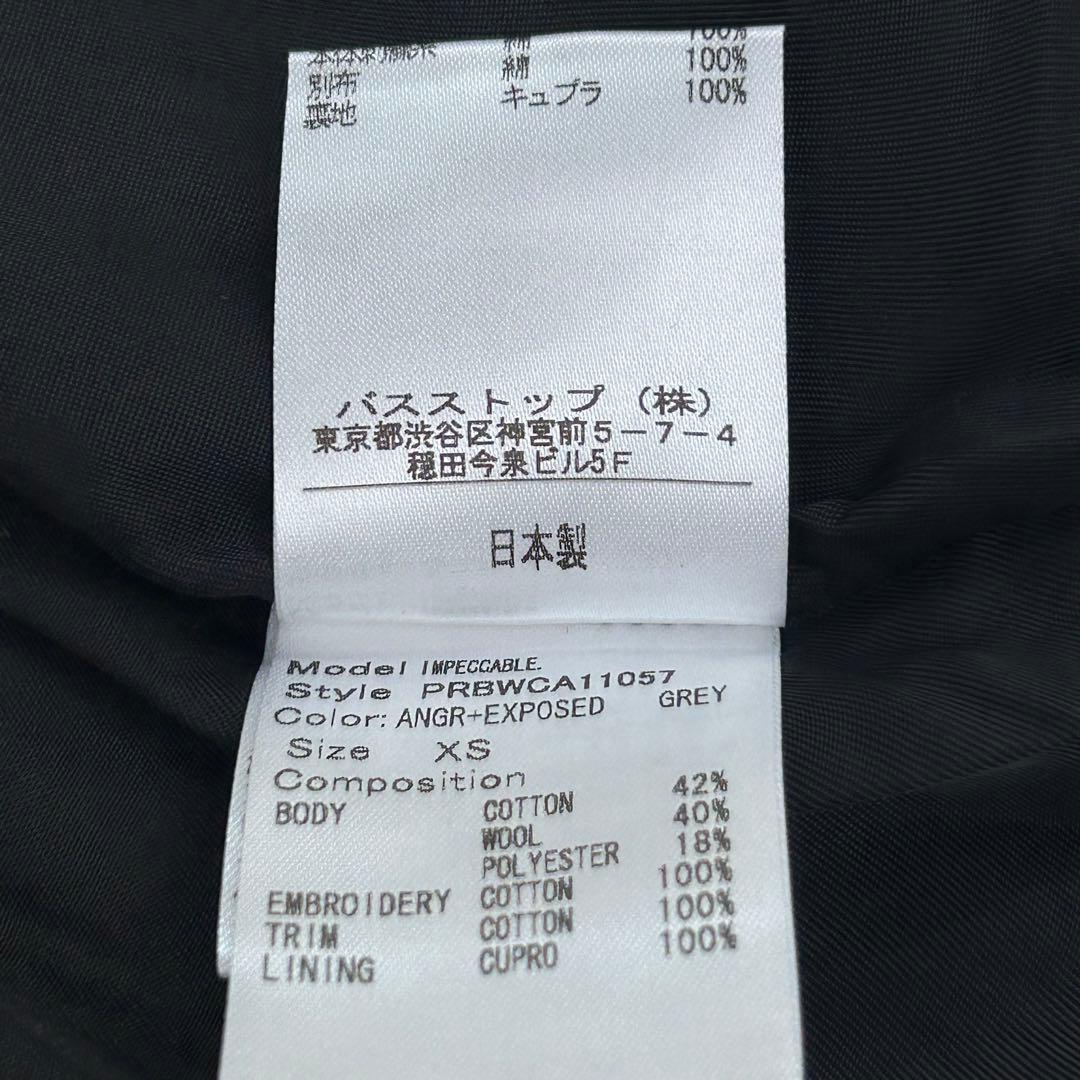 100%
別布 綿 100%
裏地 キュプラ 100%
バスストップ（株）
東京都渋谷区神宮前5-7-4
穏田今泉ビル5F
日本製
Model IMPECCABLE.
Style PRBWCA11057
Color: ANGR+EXPOSED GREY
Size XS
Composition
BODY COTTON 42%
WOOL 40%
POLYESTER 18%
EMBROIDERY COTTON 100%
TRIM COTTON 100%
LINING CUPRO 100%